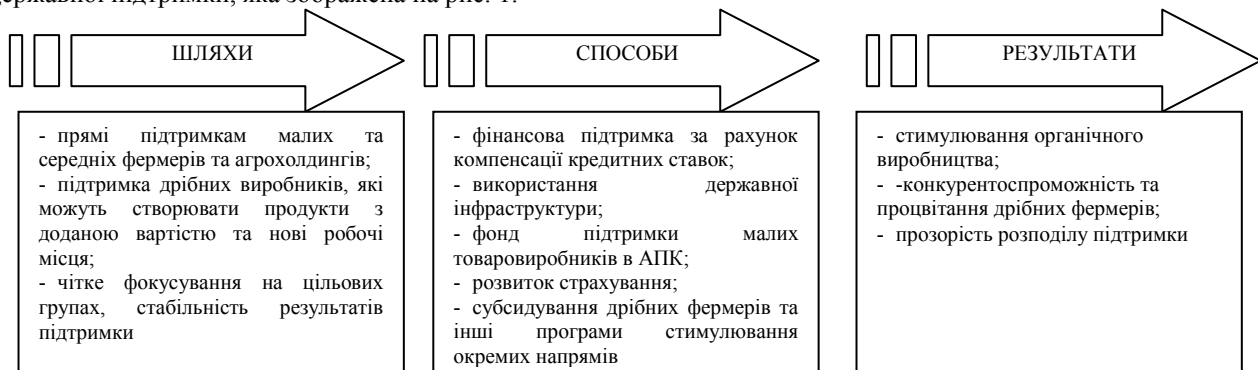 державної підтримки, яка зображена на рис. 1.
ШЛЯХИ
- прямі підтримкам малих та
середніх фермерів та агрохолдингів;
- підтримка дрібних виробників, які
можуть створювати продукти з
доданою вартістю та нові робочі
місця;
- чітке фокусування на цільових
групах, стабільність результатів
підтримки
СПОСОБИ
- фінансова підтримка за рахунок
компенсації кредитних ставок;
- використання державної
інфраструктури;
- фонд підтримки малих
товаровиробників в АПК;
- розвиток страхування;
- субсидування дрібних фермерів та
інші програми стимулювання
окремих напрямів
РЕЗУЛЬТАТИ
- стимулювання органічного
виробництва;
- -конкурентоспроможність та
процвітання дрібних фермерів;
- прозорість розподілу підтримки